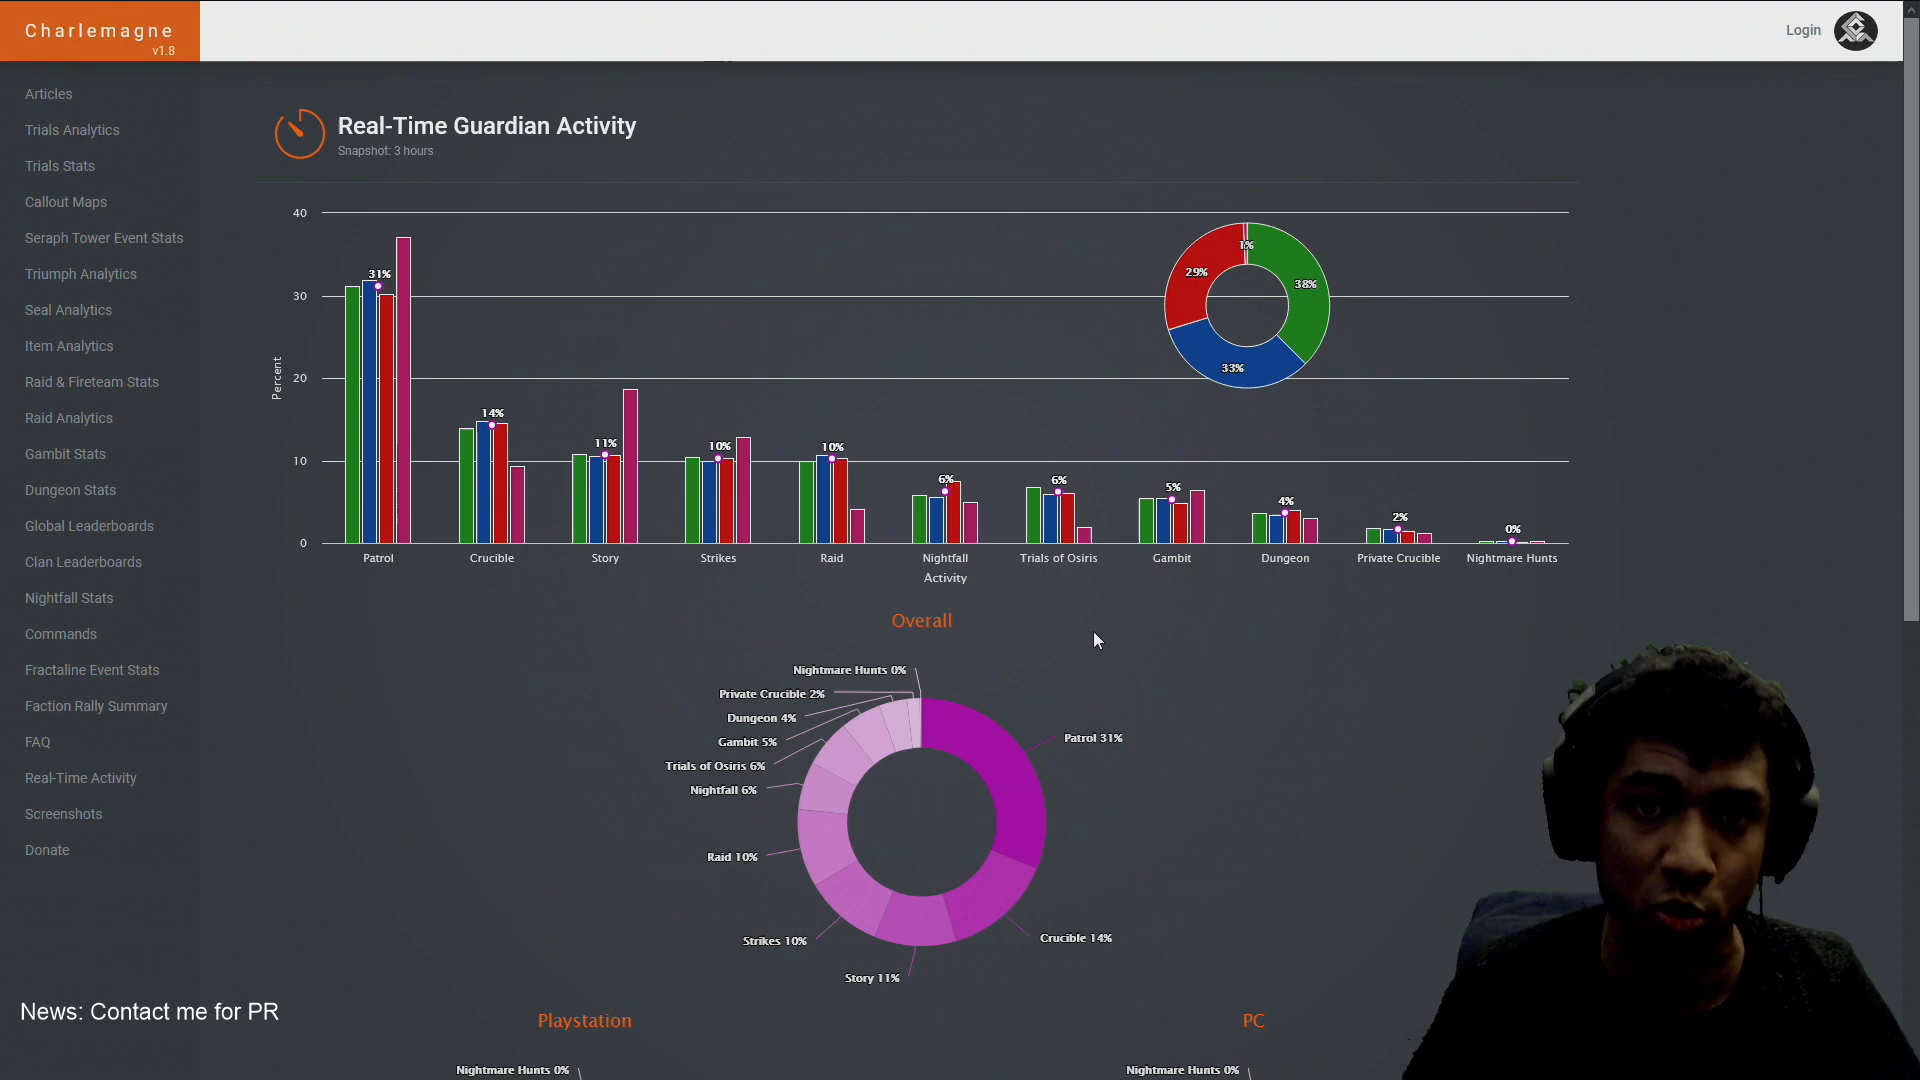 Charlemagne
v1.8
Login
Articles
Trials Analytics
Trials Stats
Callout Maps
Seraph Tower Event Stats
Triumph Analytics
Seal Analytics
Item Analytics
Raid & Fireteam Stats
Raid Analytics
Gambit Stats
Dungeon Stats
Global Leaderboards
Clan Leaderboards
Nightfall Stats
Commands
Fractaline Event Stats
Faction Rally Summary
FAQ
Real-Time Activity
Screenshots
Donate
Real-Time Guardian Activity
Snapshot: 3 hours
Percent
40
30
20
10
0
31%
14%
11%
10%
10%
6%
6%
5%
4%
2%
0%
Patrol
Crucible
Story
Strikes
Raid
Nightfall
Trials of Osiris
Gambit
Dungeon
Private Crucible
Nightmare Hunts
Activity
1%
29%
38%
33%
Overall
Nightmare Hunts 0%
Private Crucible 2%
Dungeon 4%
Gambit 5%
Trials of Osiris 6%
Nightfall 6%
Raid 10%
Strikes 10%
Story 11%
Crucible 14%
Patrol 31%
Playstation
PC
Nightmare Hunts 0%
Nightmare Hunts 0%
News: Contact me for PR